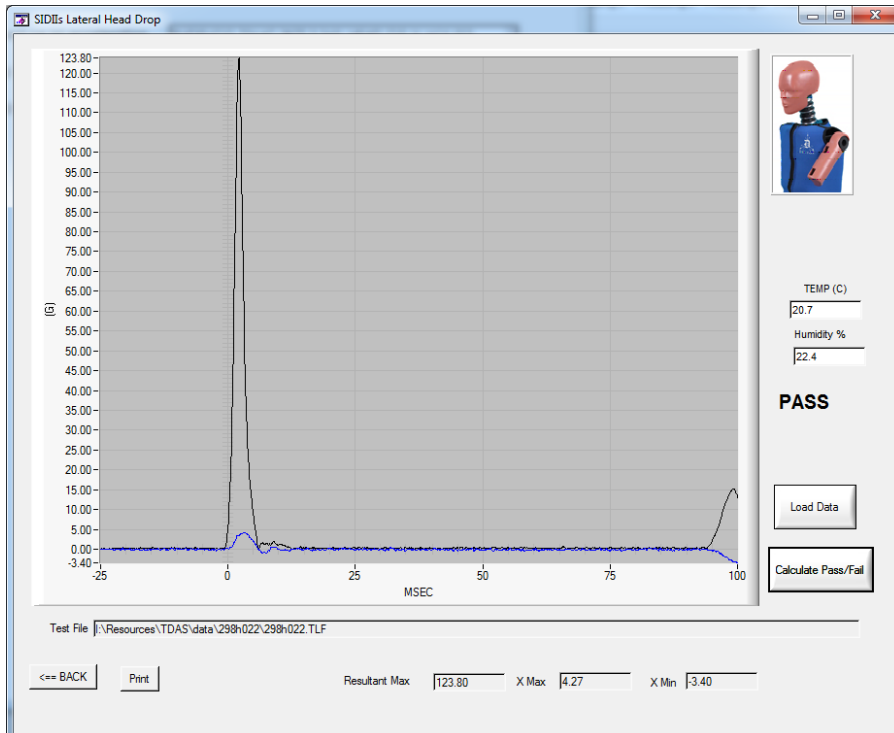 SIDIIs Lateral Head Drop
123.80
120.00
115.00
110.00
105.00
100.00
95.00
90.00
85.00
80.00
75.00
70.00
65.00
60.00
55.00
50.00
45.00
40.00
35.00
30.00
25.00
20.00
15.00
10.00
5.00
0.00
-3.40
(G)
-25 0 25 50 75 100
MSEC
TEMP (C)
20.7
Humidity %
22.4
PASS
Load Data
Calculate Pass/Fail
Test File I:\Resources\TDAS\data\298h022\298h022.TLF
<== BACK Print Resultant Max 123.80 X Max 4.27 X Min -3.40